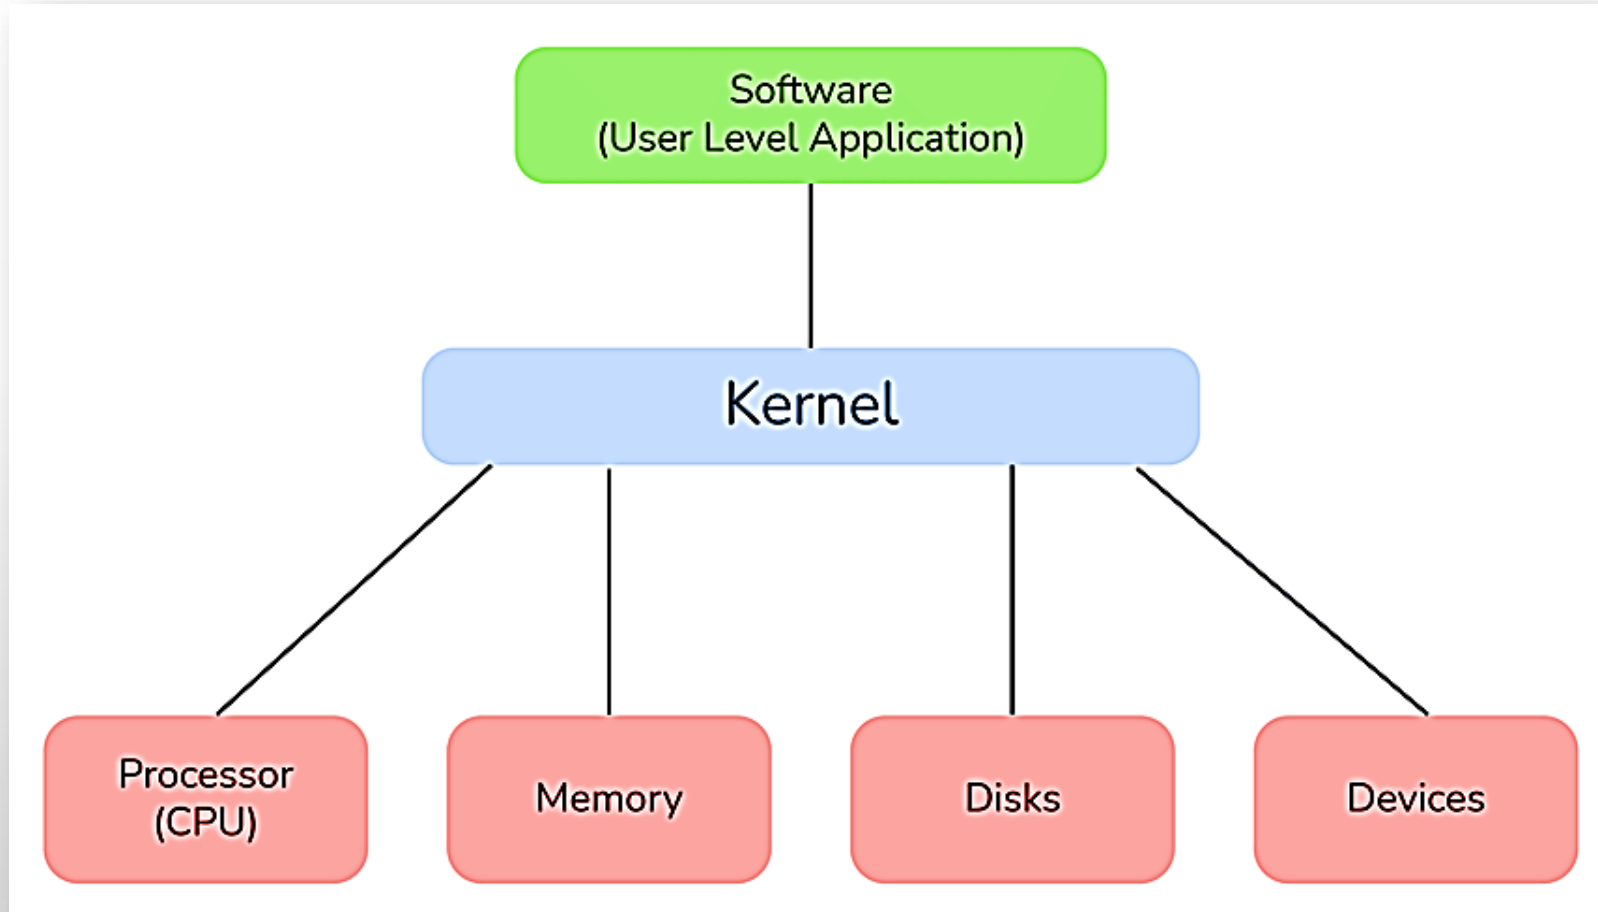 Software
(User Level Application)
Kernel
Processor
(CPU)
Memory
Disks
Devices